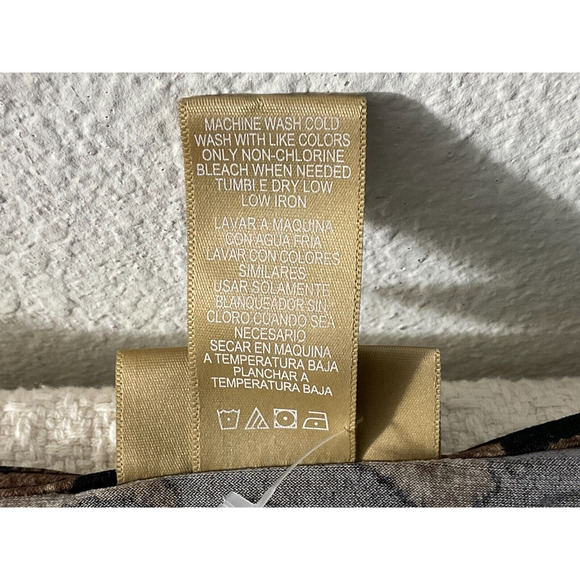 MACHINE WASH COLD
WASH WITH LIKE COLORS
ONLY NON-CHLORINE
BLEACH WHEN NEEDED
TUMBLE DRY LOW
LOW IRON
LAVAR A MAQUINA
CON AGUA FRIA
LAVAR CON COLORES
SIMILARES
USAR SOLAMENTE
BLANQUEADOR SIN
CLORO CUANDO SEA
NECESARIO
SECAR EN MAQUINA
A TEMPERATURA BAJA
PLANCHAR A
TEMPERATURA BAJA